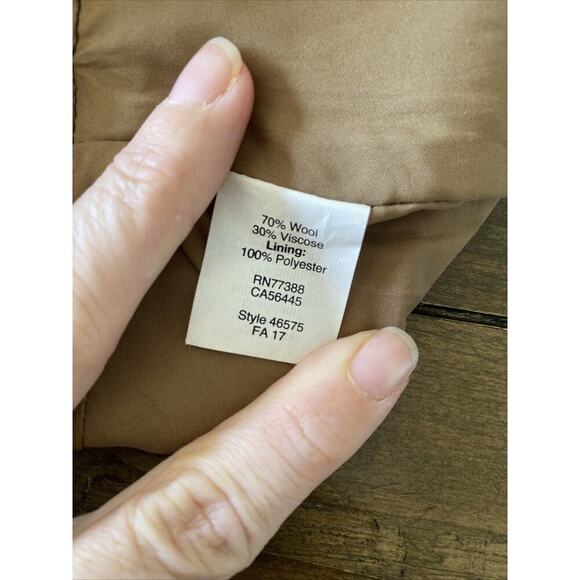 70% Wool
30% Viscose
Lining:
100% Polyester
RN77388
CA56445
Style 46575
FA 17